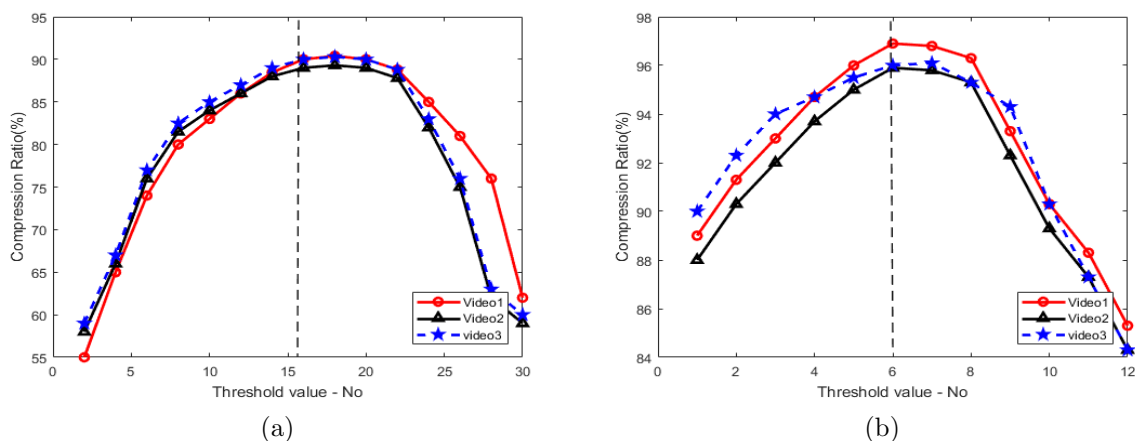 95
90
85
80
75
70
65
60
55
Compression Ratio(%)
0 5 10 15 20 25 30
Threshold value - No
Video1
Video2
video3
(a)
98
96
94
92
90
88
86
84
Compression Ratio(%)
0 2 4 6 8 10 12
Threshold value - No
Video1
Video2
video3
(b)